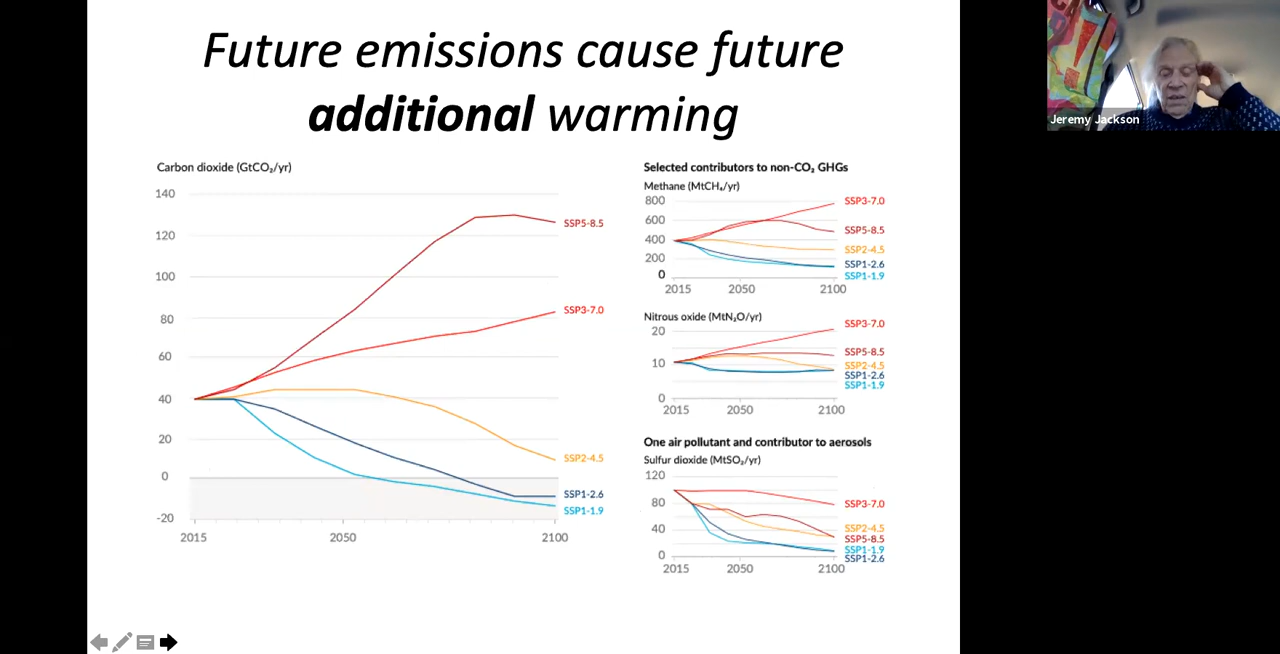 Future emissions cause future
additional warming
Carbon dioxide (GtCO₂/yr)
140
120
100
80
60
40
20
0
-20
2015
2050
2100
SSP5-8.5
SSP3-7.0
SSP2-4.5
SSP1-2.6
SSP1-1.9
Selected contributors to non-CO₂ GHGs
Methane (MtCH₄/yr)
800
600
400
200
0
2015
2050
2100
SSP3-7.0
SSP5-8.5
SSP2-4.5
SSP1-2.6
SSP1-1.9
Nitrous oxide (MtN₂O/yr)
20
10
0
2015
2050
2100
SSP3-7.0
SSP5-8.5
SSP2-4.5
SSP1-2.6
SSP1-1.9
One air pollutant and contributor to aerosols
Sulfur dioxide (MtSO₂/yr)
120
80
40
0
2015
2050
2100
SSP3-7.0
SSP2-4.5
SSP5-8.5
SSP1-1.9
SSP1-2.6
Jeremy Jackson